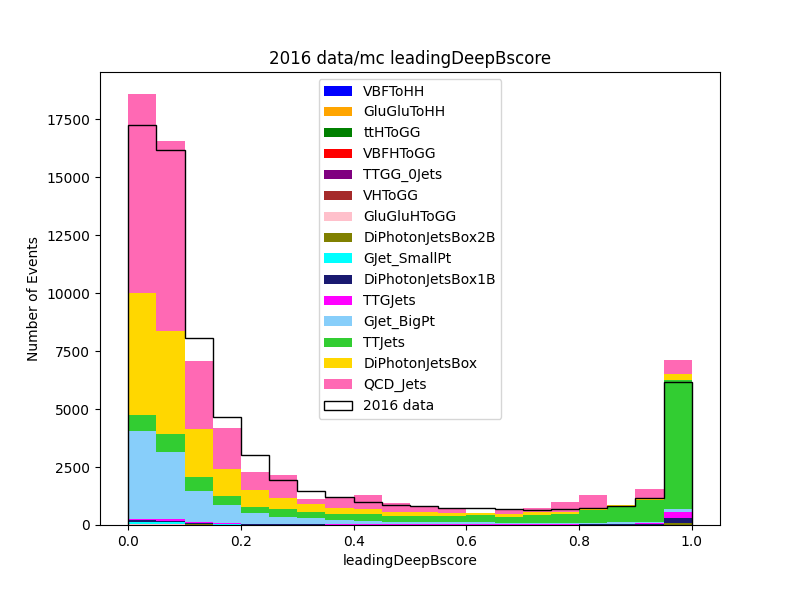 2016 data/mc leadingDeepBscore
Number of Events
17500
15000
12500
10000
7500
5000
2500
0
VBFToHH
GluGluToHH
ttHToGG
VBFHToGG
TTGG_0Jets
VHToGG
GluGluHToGG
DiPhotonJetsBox2B
GJet_SmallPt
DiPhotonJetsBox1B
TTGJets
GJet_BigPt
TTJets
DiPhotonJetsBox
QCD_Jets
2016 data
0.0 0.2 0.4 0.6 0.8 1.0
leadingDeepBscore